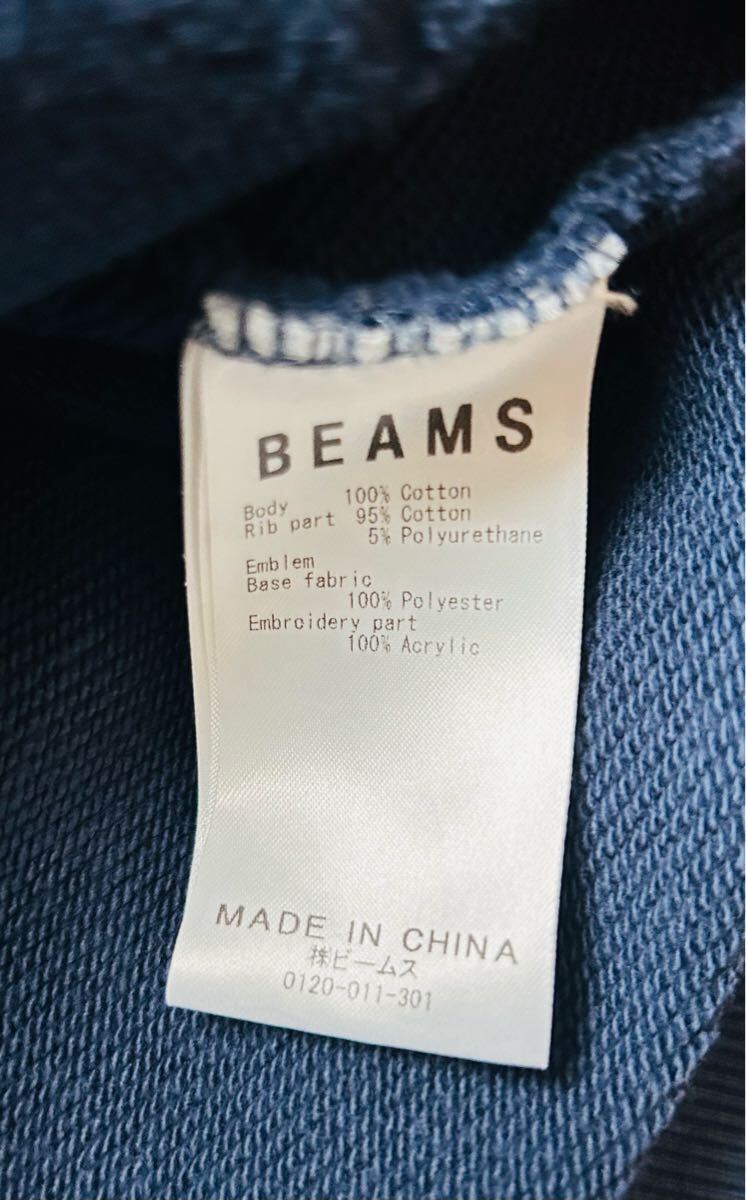 BEAMS
Body 100% Cotton
Rib part 95% Cotton
5% Polyurethane
Emblem
Base fabric
100% Polyester
Embroidery part
100% Acrylic
MADE IN CHINA
㈱ビームス
0120-011-301